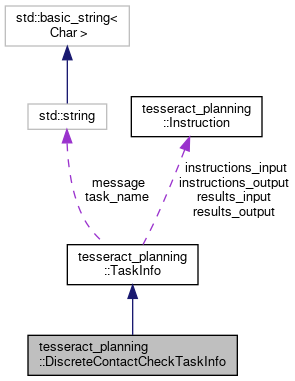 std::basic_string<
Char >
std::string
tesseract_planning
::Instruction
message
task_name
instructions_input
instructions_output
results_input
results_output
tesseract_planning
::TaskInfo
tesseract_planning
::DiscreteContactCheckTaskInfo